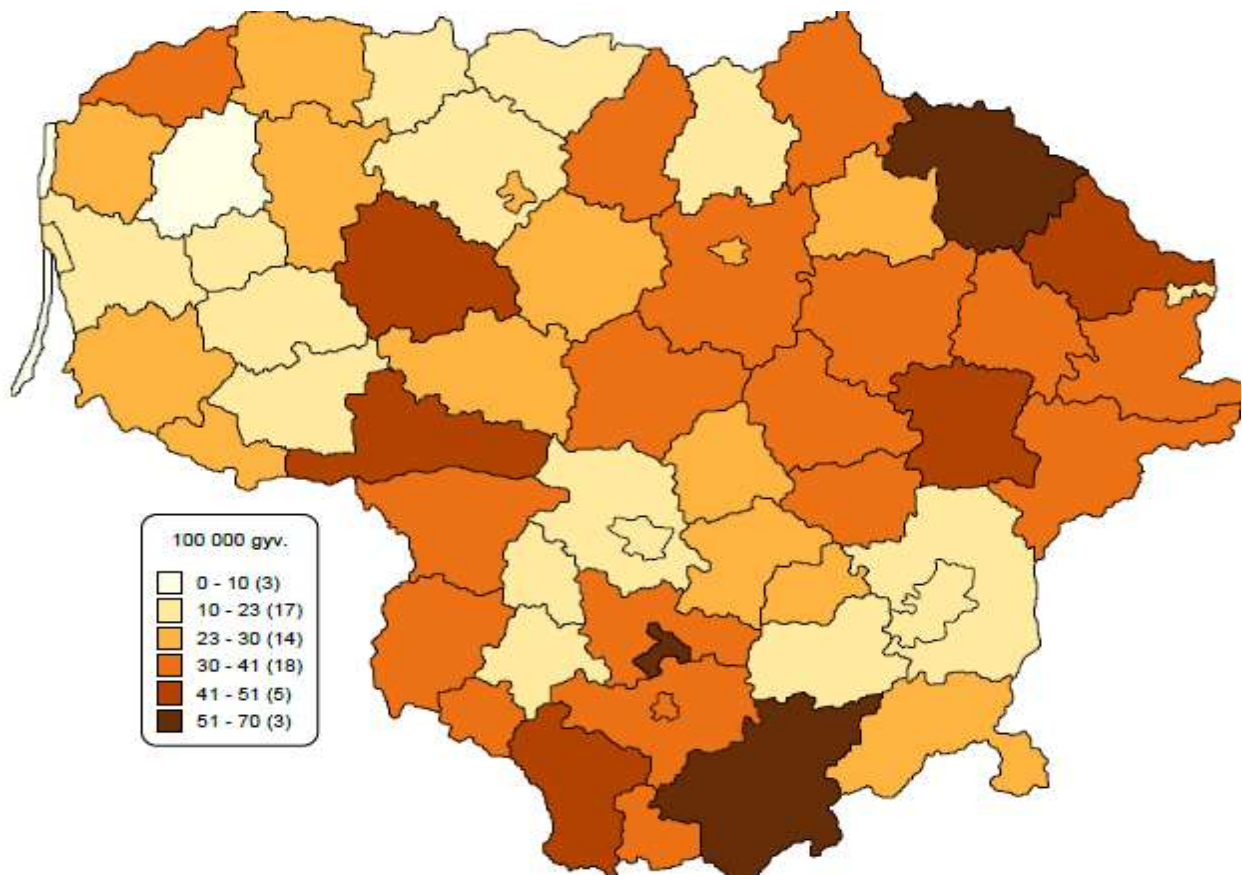 100 000 gyv.
0 - 10 (3)
10 - 23 (17)
23 - 30 (14)
30 - 41 (18)
41 - 51 (5)
51 - 70 (3)